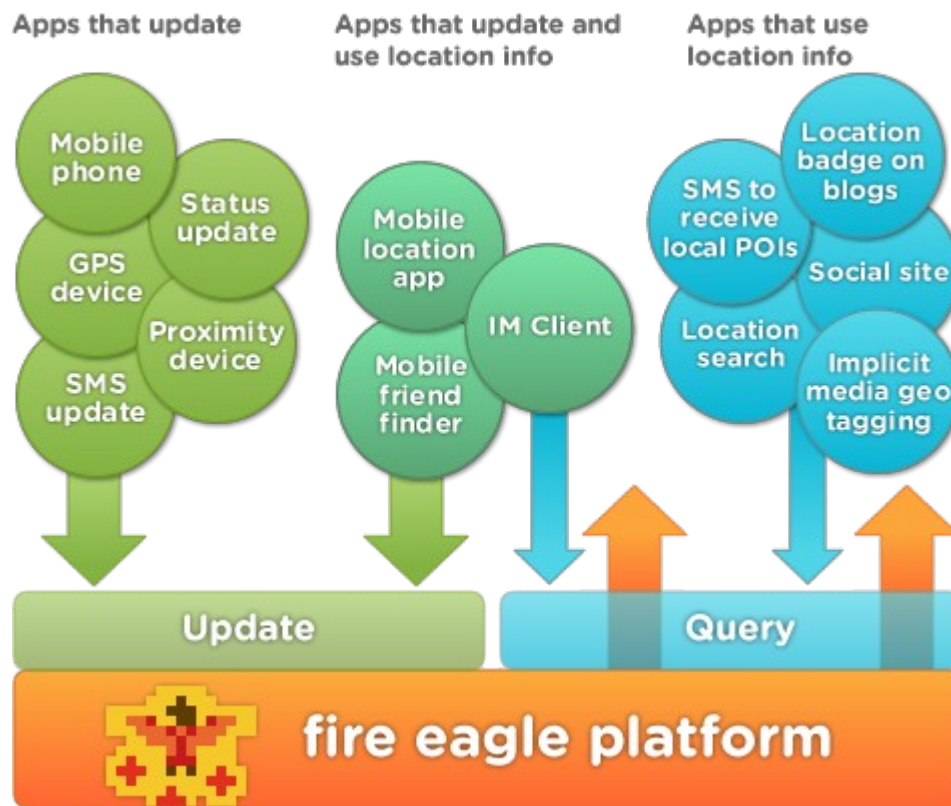 Apps that update
Apps that update and
use location info
Apps that use
location info
Mobile
phone
Status
update
GPS
device
Proximity
device
SMS
update
Mobile
location
app
IM Client
Mobile
friend
finder
Location
badge on
blogs
SMS to
receive
local POIs
Social site
Location
search
Implicit
media geo
tagging
Update
Query
fire eagle platform